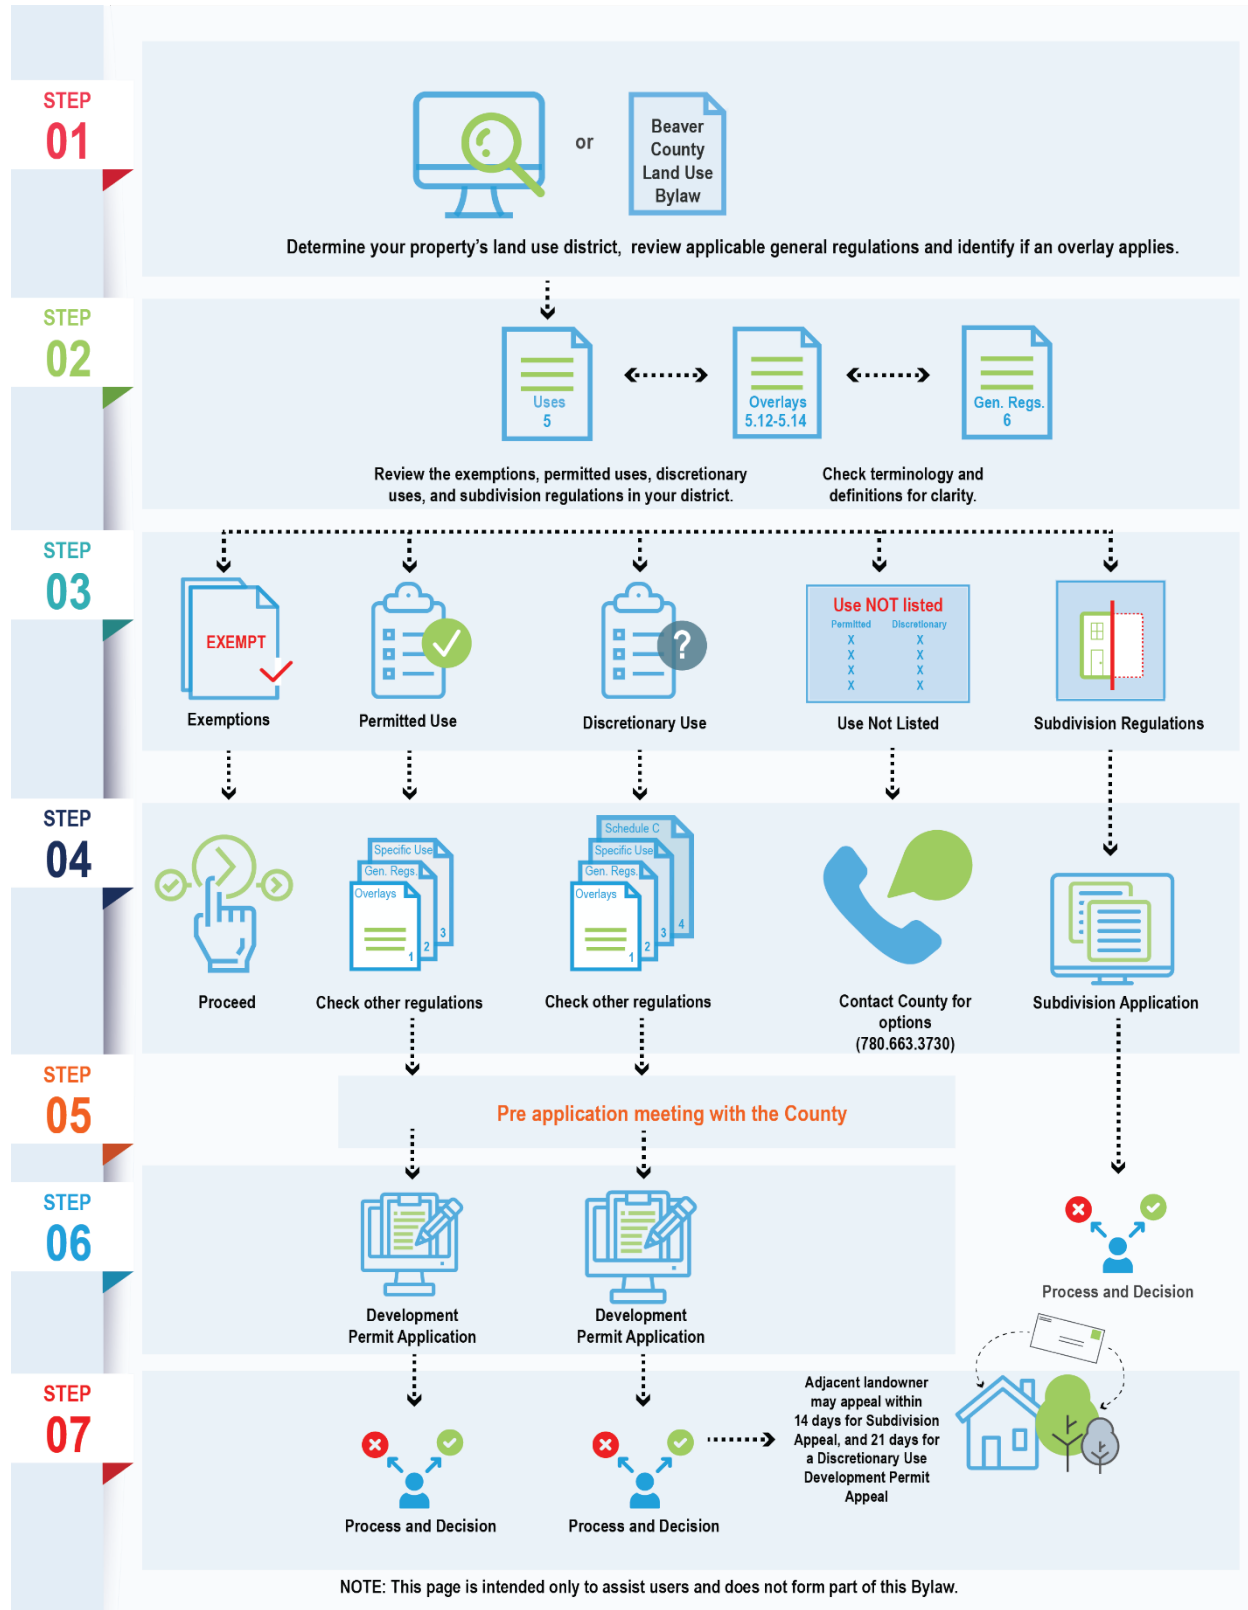 STEP
01
or
Beaver
County
Land Use
Bylaw
Determine your property's land use district, review applicable general regulations and identify if an overlay applies.
STEP
02
Uses
5
Overlays
5.12-5.14
Gen. Regs.
6
Review the exemptions, permitted uses, discretionary
uses, and subdivision regulations in your district.
Check terminology and
definitions for clarity.
STEP
03
EXEMPT
Exemptions
Permitted Use
?
Discretionary Use
Use NOT listed
Permitted Discretionary
X X
X X
X X
X X
Use Not Listed
Subdivision Regulations
STEP
04
Proceed
Specific Use
Gen. Regs.
Overlays
1
2
3
Check other regulations
Schedule C
Specific Use
Gen. Regs.
Overlays
1
2
3
4
Check other regulations
Contact County for
options
(780.663.3730)
Subdivision Application
STEP
05
Pre application meeting with the County
STEP
06
Development
Permit Application
Development
Permit Application
Process and Decision
STEP
07
Process and Decision
Process and Decision
Adjacent landowner
may appeal within
14 days for Subdivision
Appeal, and 21 days for
a Discretionary Use
Development Permit
Appeal
NOTE: This page is intended only to assist users and does not form part of this Bylaw.